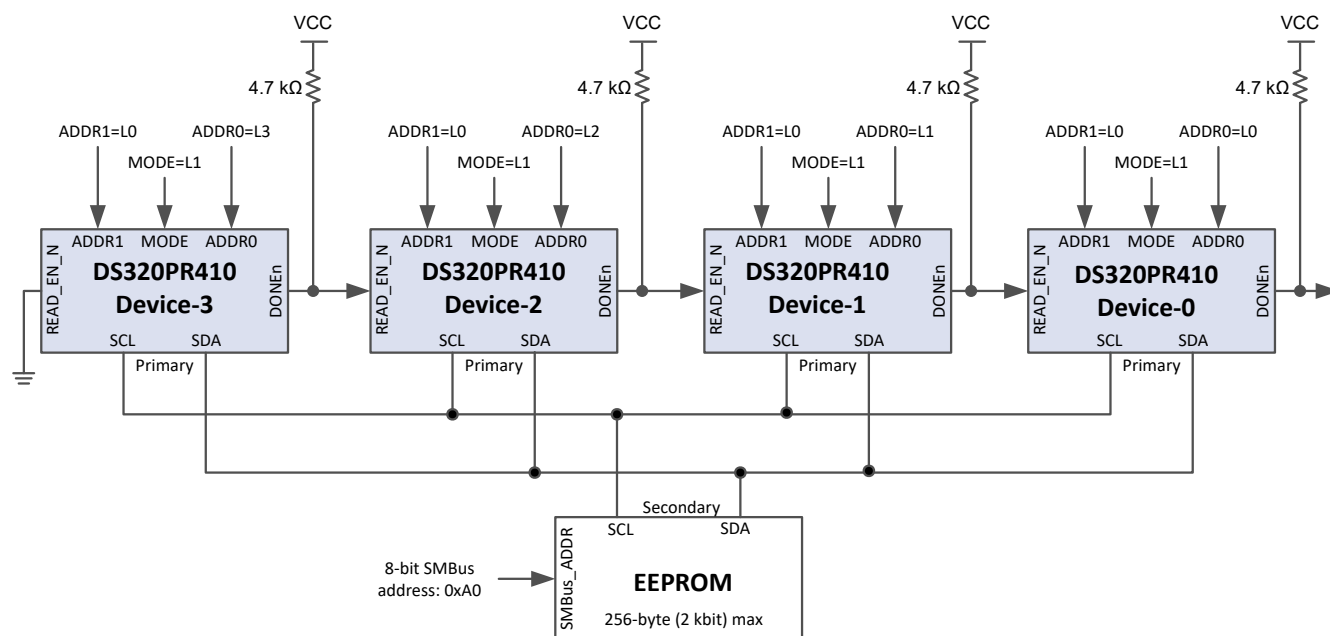 VCC
VCC
VCC
VCC
4.7 kΩ
4.7 kΩ
4.7 kΩ
4.7 kΩ
ADDR1=L0
ADDR0=L3
ADDR1=L0
ADDR0=L2
ADDR1=L0
ADDR0=L1
ADDR1=L0
ADDR0=L0
MODE=L1
MODE=L1
MODE=L1
MODE=L1
READ_EN_N
ADDR1
MODE
ADDR0
DS320PR410
Device-3
DONEn
SCL
SDA
Primary
READ_EN_N
ADDR1
MODE
ADDR0
DS320PR410
Device-2
DONEn
SCL
SDA
Primary
READ_EN_N
ADDR1
MODE
ADDR0
DS320PR410
Device-1
DONEn
SCL
SDA
Primary
READ_EN_N
ADDR1
MODE
ADDR0
DS320PR410
Device-0
DONEn
SCL
SDA
Primary
Secondary
SCL
SDA
SMBus_ADDR
8-bit SMBus
address: 0xA0
EEPROM
256-byte (2 kbit) max